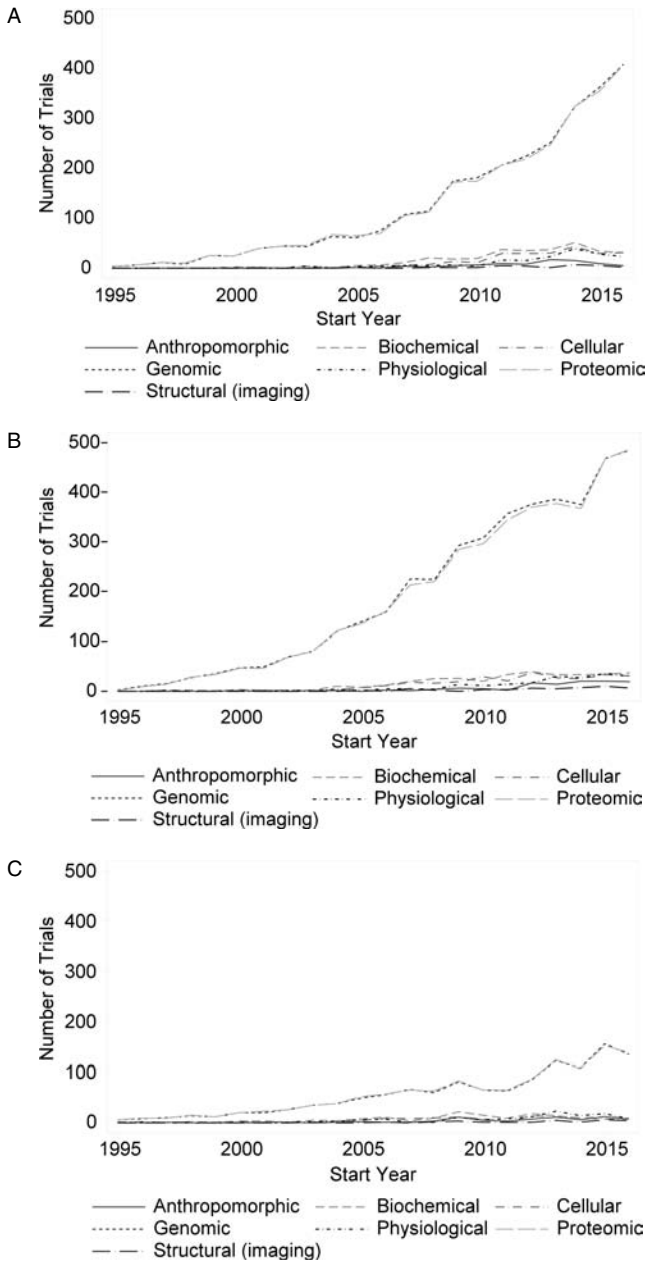 A
500
400
300
200
100
0
Number of Trials
1995 2000 2005 2010 2015
Start Year
Anthropomorphic Biochemical Cellular
Genomic Physiological Proteomic
Structural (imaging)
B
500-
400-
300-
200-
100-
0-
Number of Trials
1995 2000 2005 2010 2015
Start Year
Anthropomorphic Biochemical Cellular
Genomic Physiological Proteomic
Structural (imaging)
C
500
400
300
200
100
0
Number of Trials
1995 2000 2005 2010 2015
Start Year
Anthropomorphic Biochemical Cellular
Genomic Physiological Proteomic
Structural (imaging)